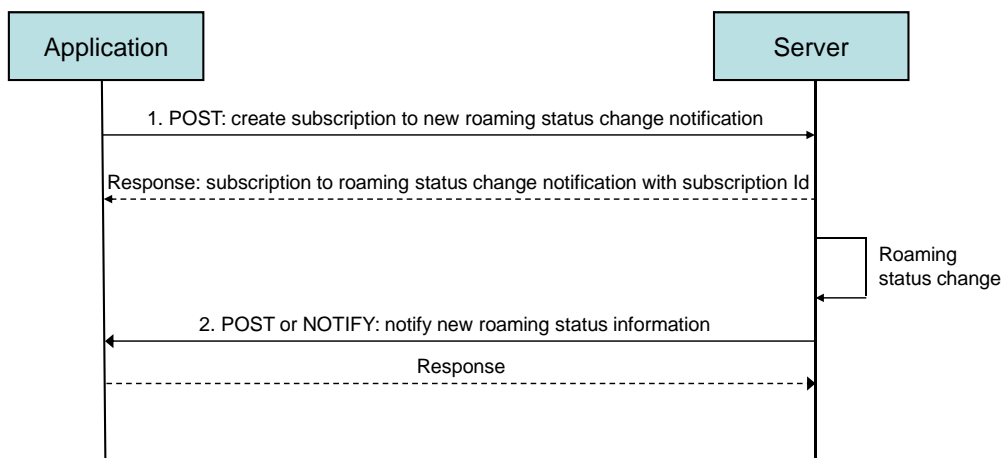 Application
Server
1. POST: create subscription to new roaming status change notification
Response: subscription to roaming status change notification with subscription Id
Roaming
status change
2. POST or NOTIFY: notify new roaming status information
Response